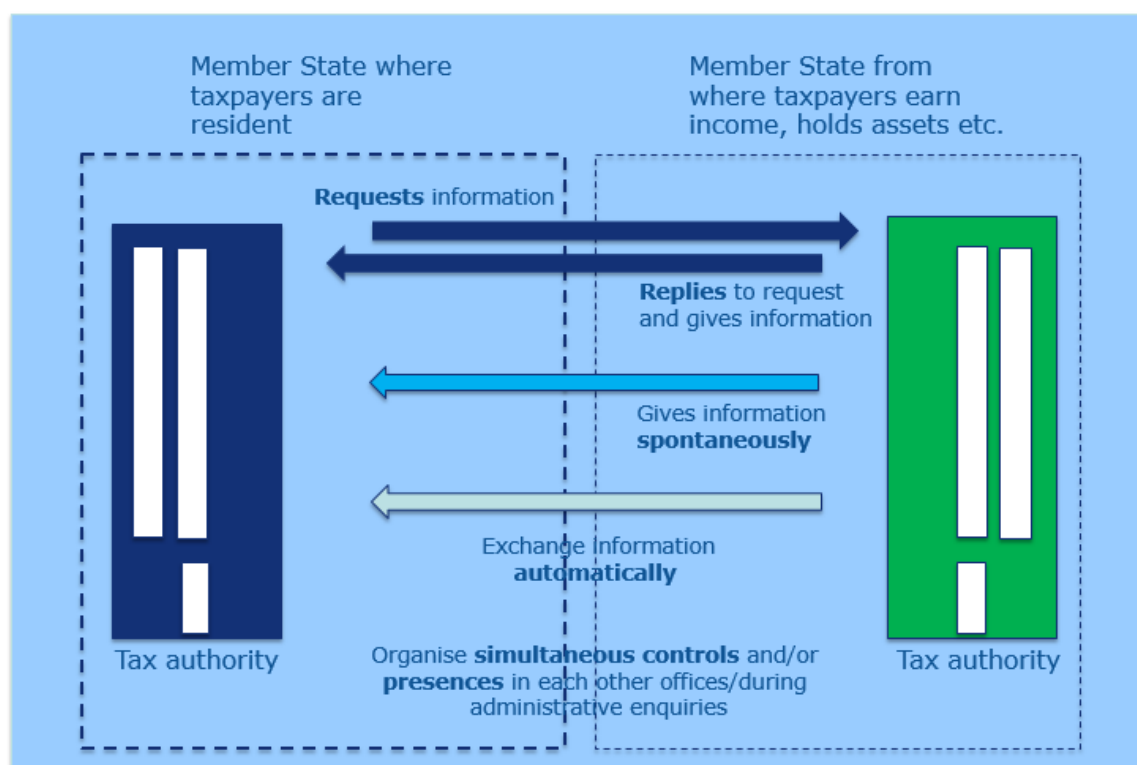 Member State where
taxpayers are
resident
Member State from
where taxpayers earn
income, holds assets etc.
Requests information
Replies to request
and gives information
Gives information
spontaneously
Exchange information
automatically
Tax authority
Organise simultaneous controls and/or
presences in each other offices/during
administrative enquiries
Tax authority